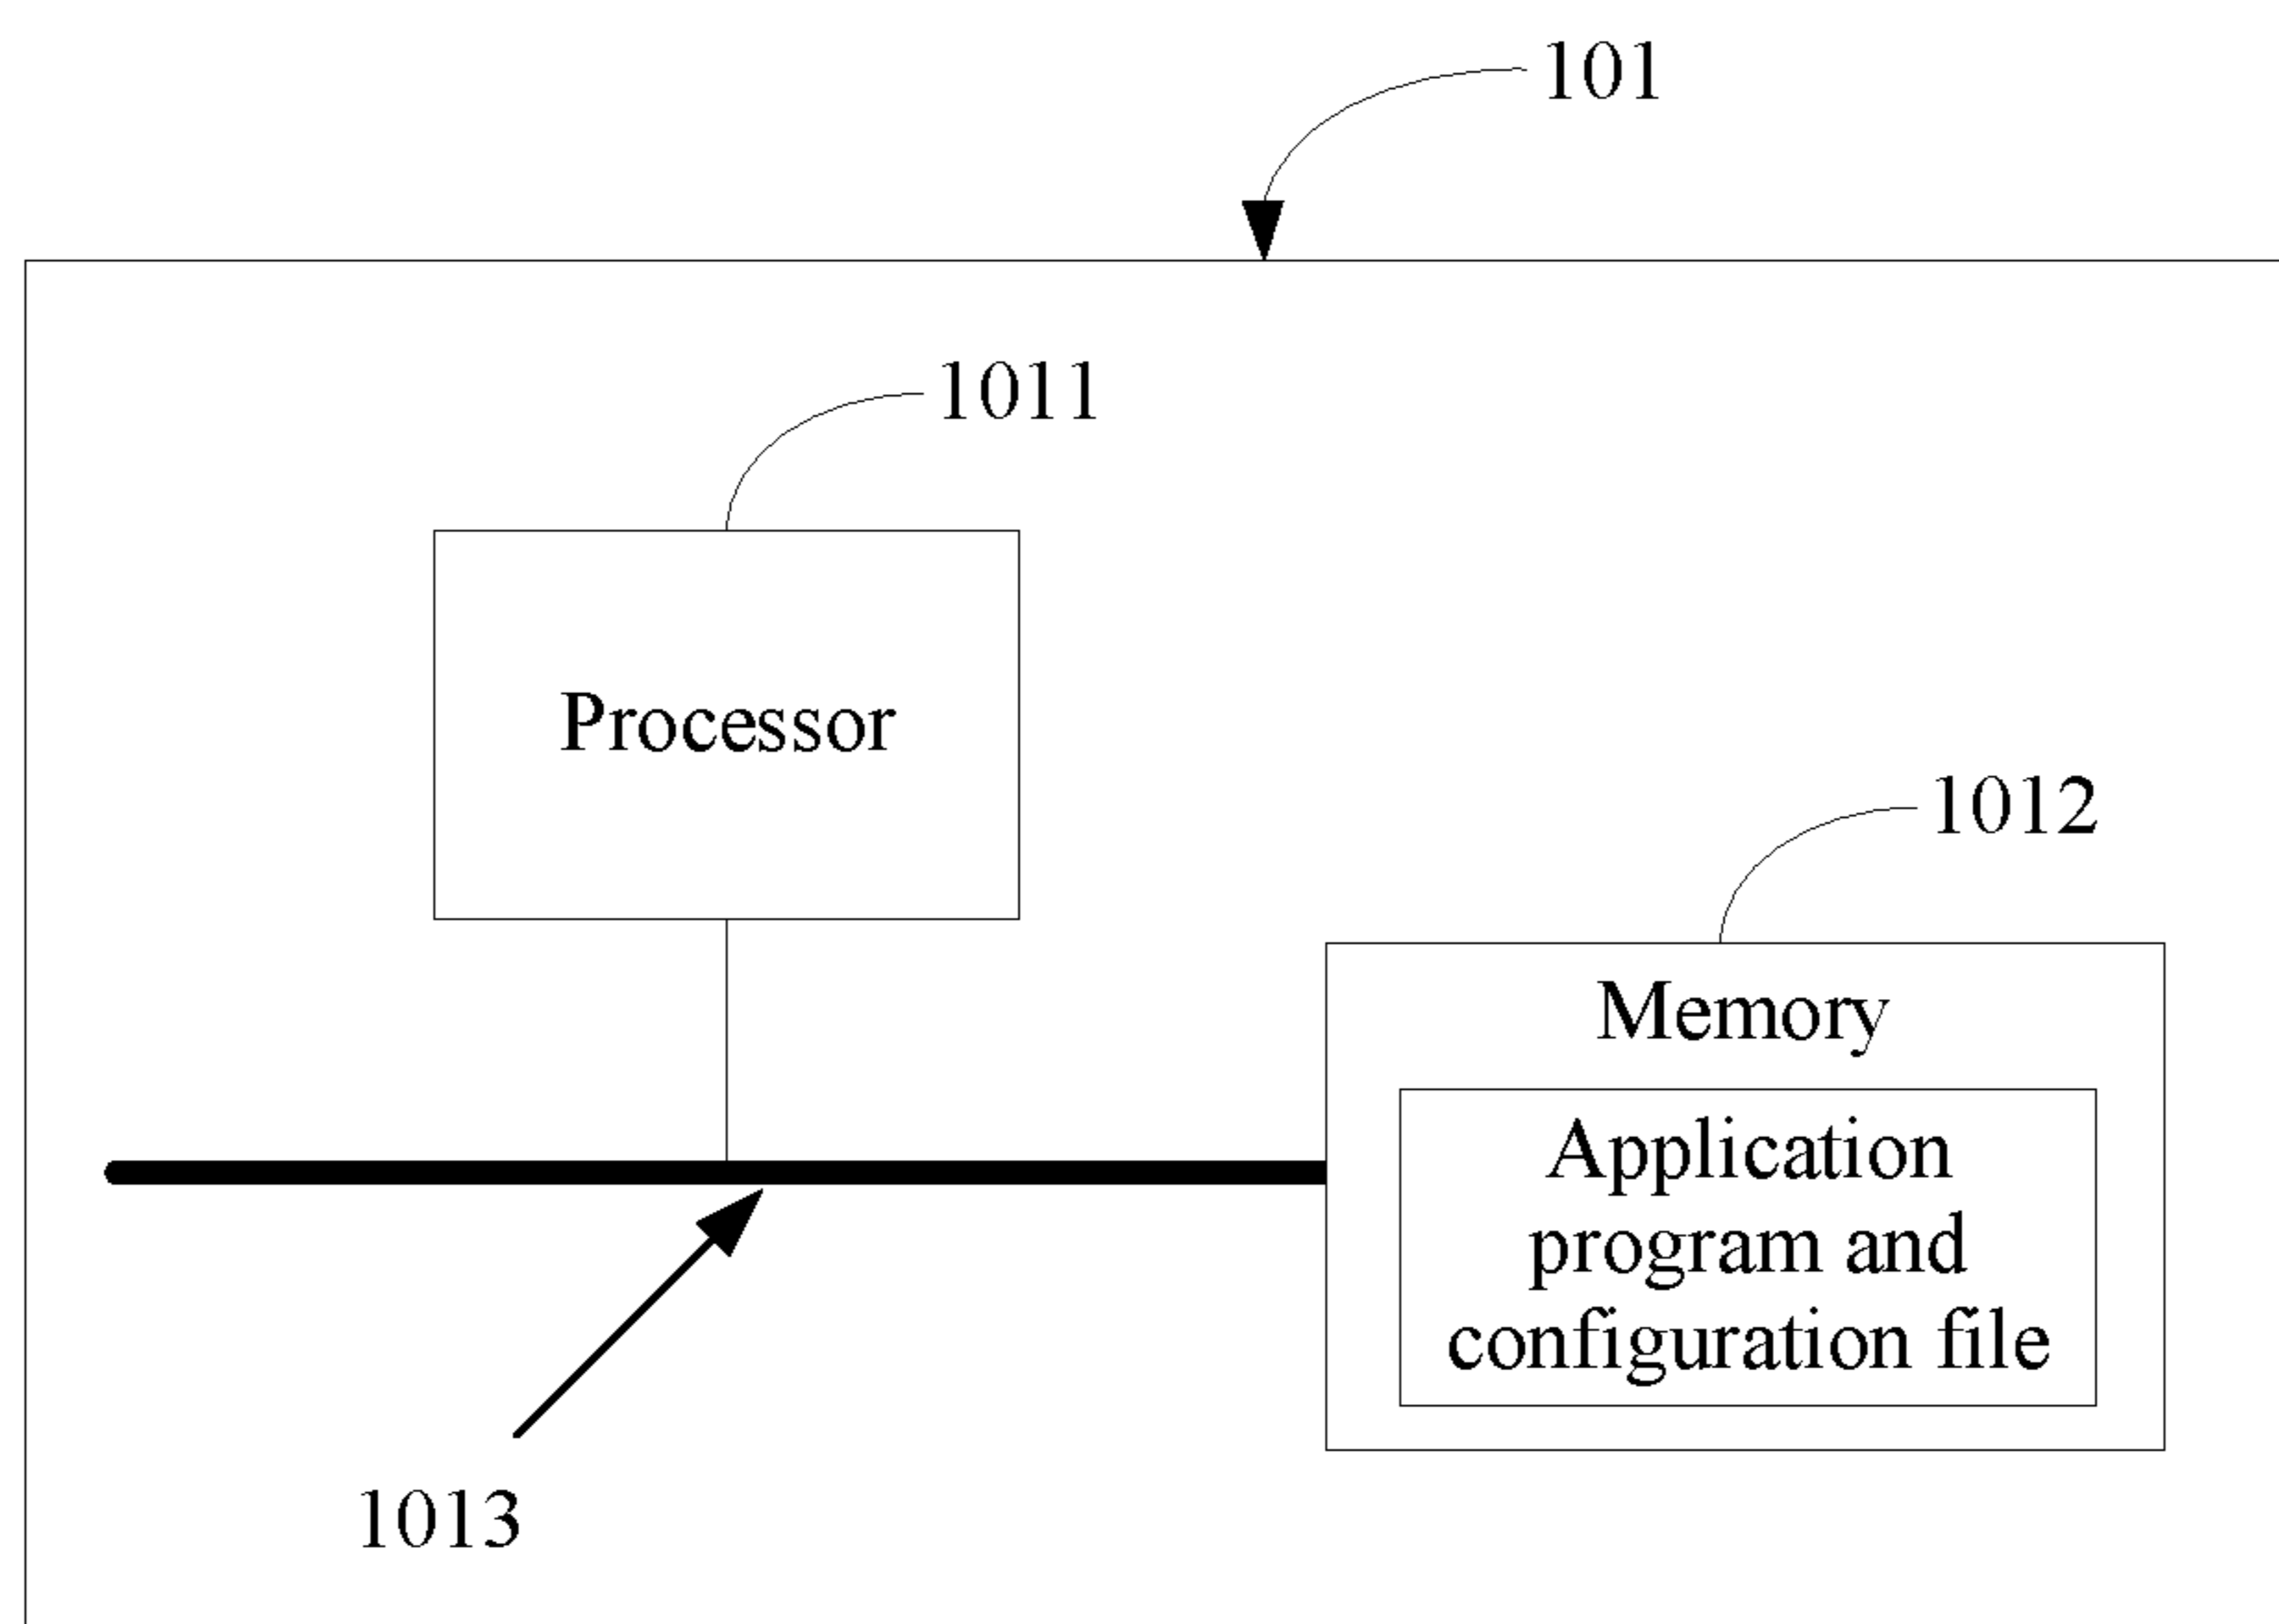 101
1011
Processor
1012
Memory
Application
program and
configuration file
1013